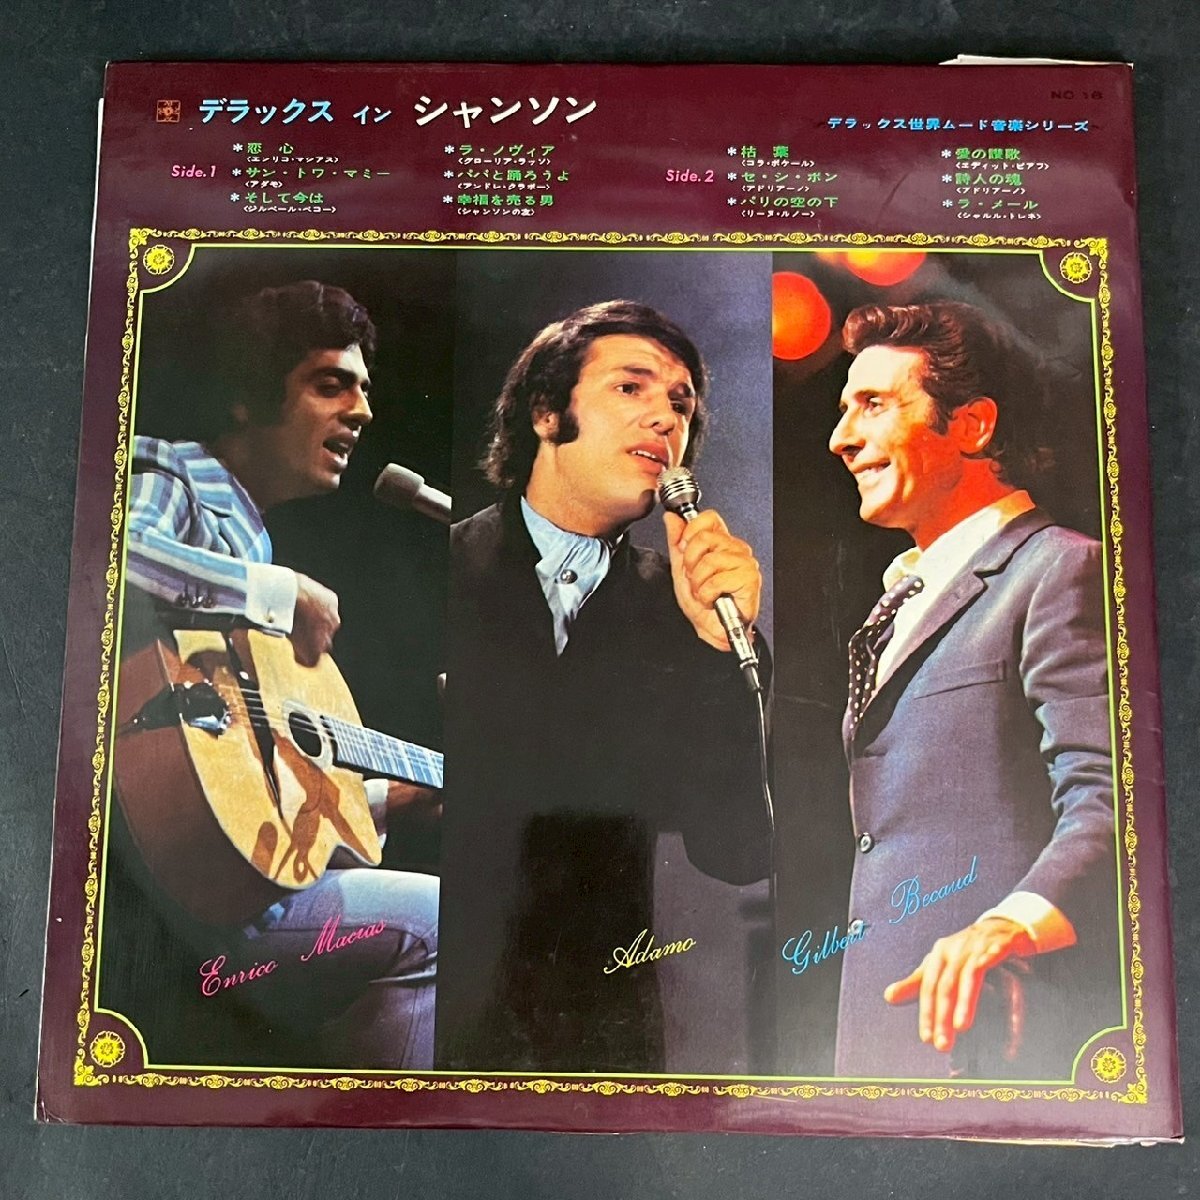 NO 16
デラックス イン シャンソン
デラックス世界ムード音楽シリーズ
Side.1
＊恋 心
〈エンリコ・マシアス〉
＊サン・トワ・マミー
〈アダモ〉
＊そして今は
〈ジルベール・ベコー〉
＊ラ・ノヴィア
〈グローリア・ラッソ〉
＊パパと踊ろうよ
〈アンドレ・クラボー〉
＊幸福を売る男
〈シャンソンの友〉
Side.2
＊枯 葉
〈コラ・ボケール〉
＊セ・シ・ボン
〈アドリアーノ〉
＊パリの空の下
〈リーヌ・ルノー〉
＊愛の讃歌
〈エディット・ピアフ〉
＊詩人の魂
〈アドリアーノ〉
＊ラ・メール
〈シャルル・トレネ〉
Enrico Macias
Adamo
Gilbert Becaud